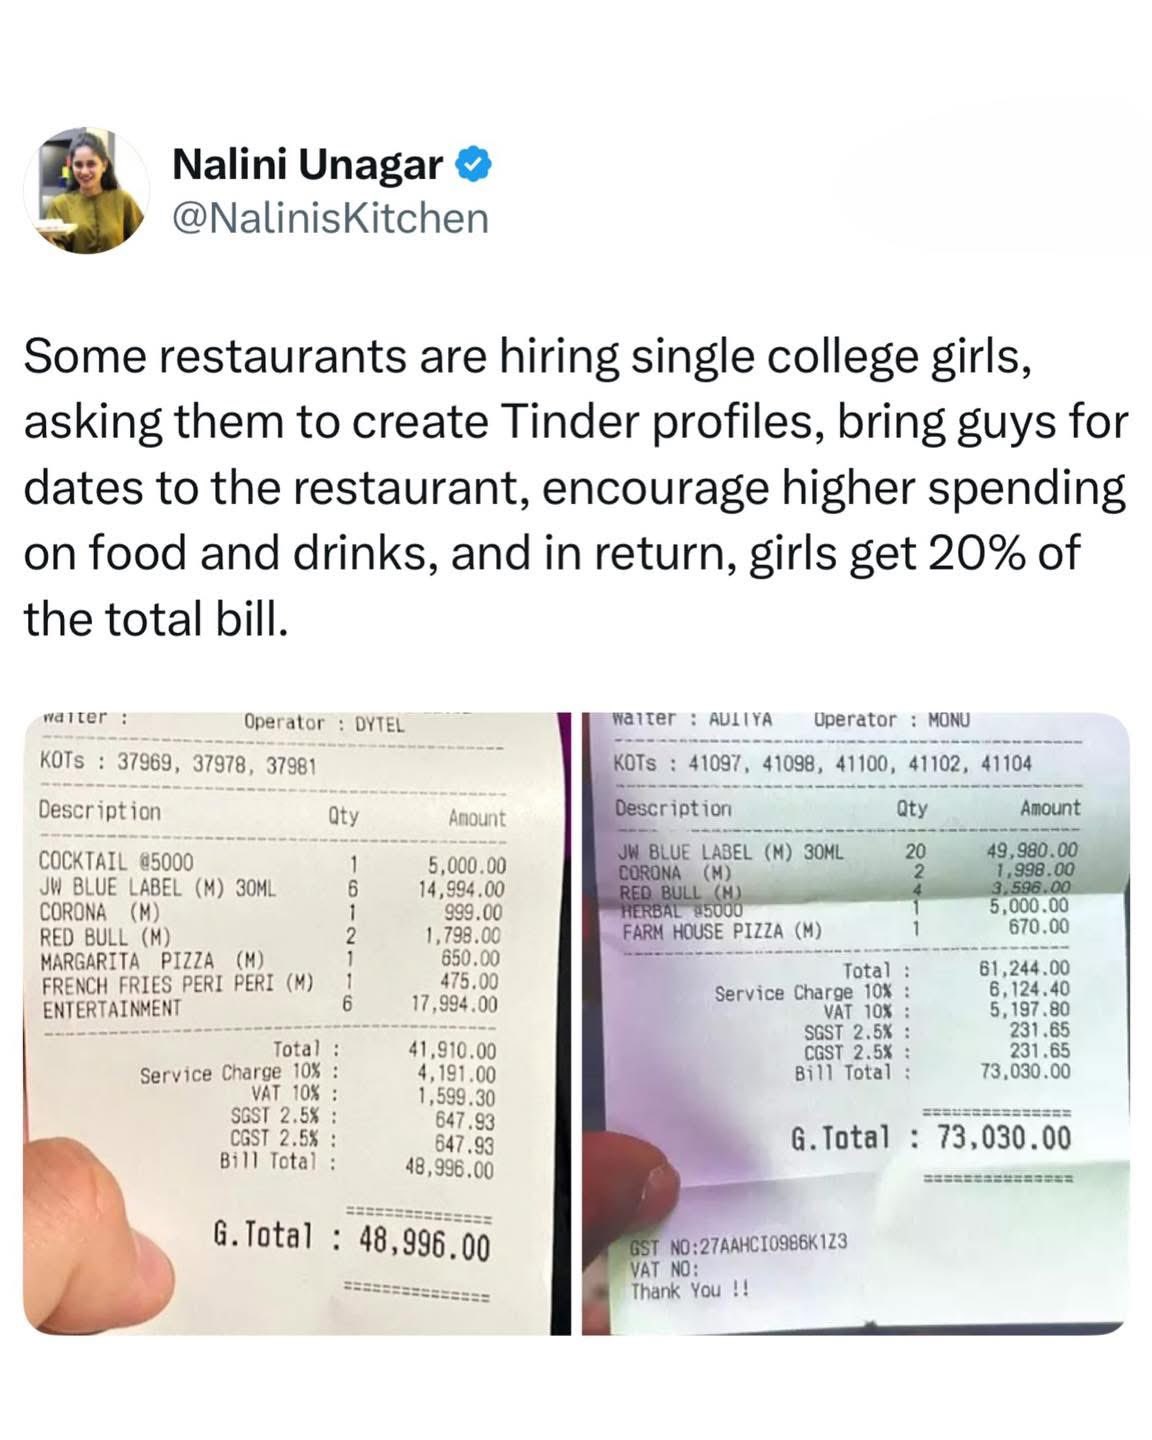 Nalini Unagar
@NalinisKitchen
Some restaurants are hiring single college girls,
asking them to create Tinder profiles, bring guys for
dates to the restaurant, encourage higher spending
on food and drinks, and in return, girls get 20% of
the total bill.
Waiter : Operator : DYTEL
KOTs : 37969, 37978, 37981
Description Qty Amount
COCKTAIL @5000 1 5,000.00
JW BLUE LABEL (M) 30ML 6 14,994.00
CORONA (M) 1 999.00
RED BULL (M) 2 1,798.00
MARGARITA PIZZA (M) 1 650.00
FRENCH FRIES PERI PERI (M) 1 475.00
ENTERTAINMENT 6 17,994.00
Total : 41,910.00
Service Charge 10% : 4,191.00
VAT 10% : 1,599.30
SGST 2.5% : 647.93
CGST 2.5% : 647.93
Bill Total : 48,996.00
===============
G.Total : 48,996.00
===============
Waiter : ADITYA Operator : MONU
KOTs : 41097, 41098, 41100, 41102, 41104
Description Qty Amount
JW BLUE LABEL (M) 30ML 20 49,980.00
CORONA (M) 2 1,998.00
RED BULL (M) 4 3,596.00
HERBAL @5000 1 5,000.00
FARM HOUSE PIZZA (M) 1 670.00
Total : 61,244.00
Service Charge 10% : 6,124.40
VAT 10% : 5,197.80
SGST 2.5% : 231.65
CGST 2.5% : 231.65
Bill Total : 73,030.00
===============
G.Total : 73,030.00
===============
GST NO:27AAHCI0986K1Z3
VAT NO:
Thank You !!